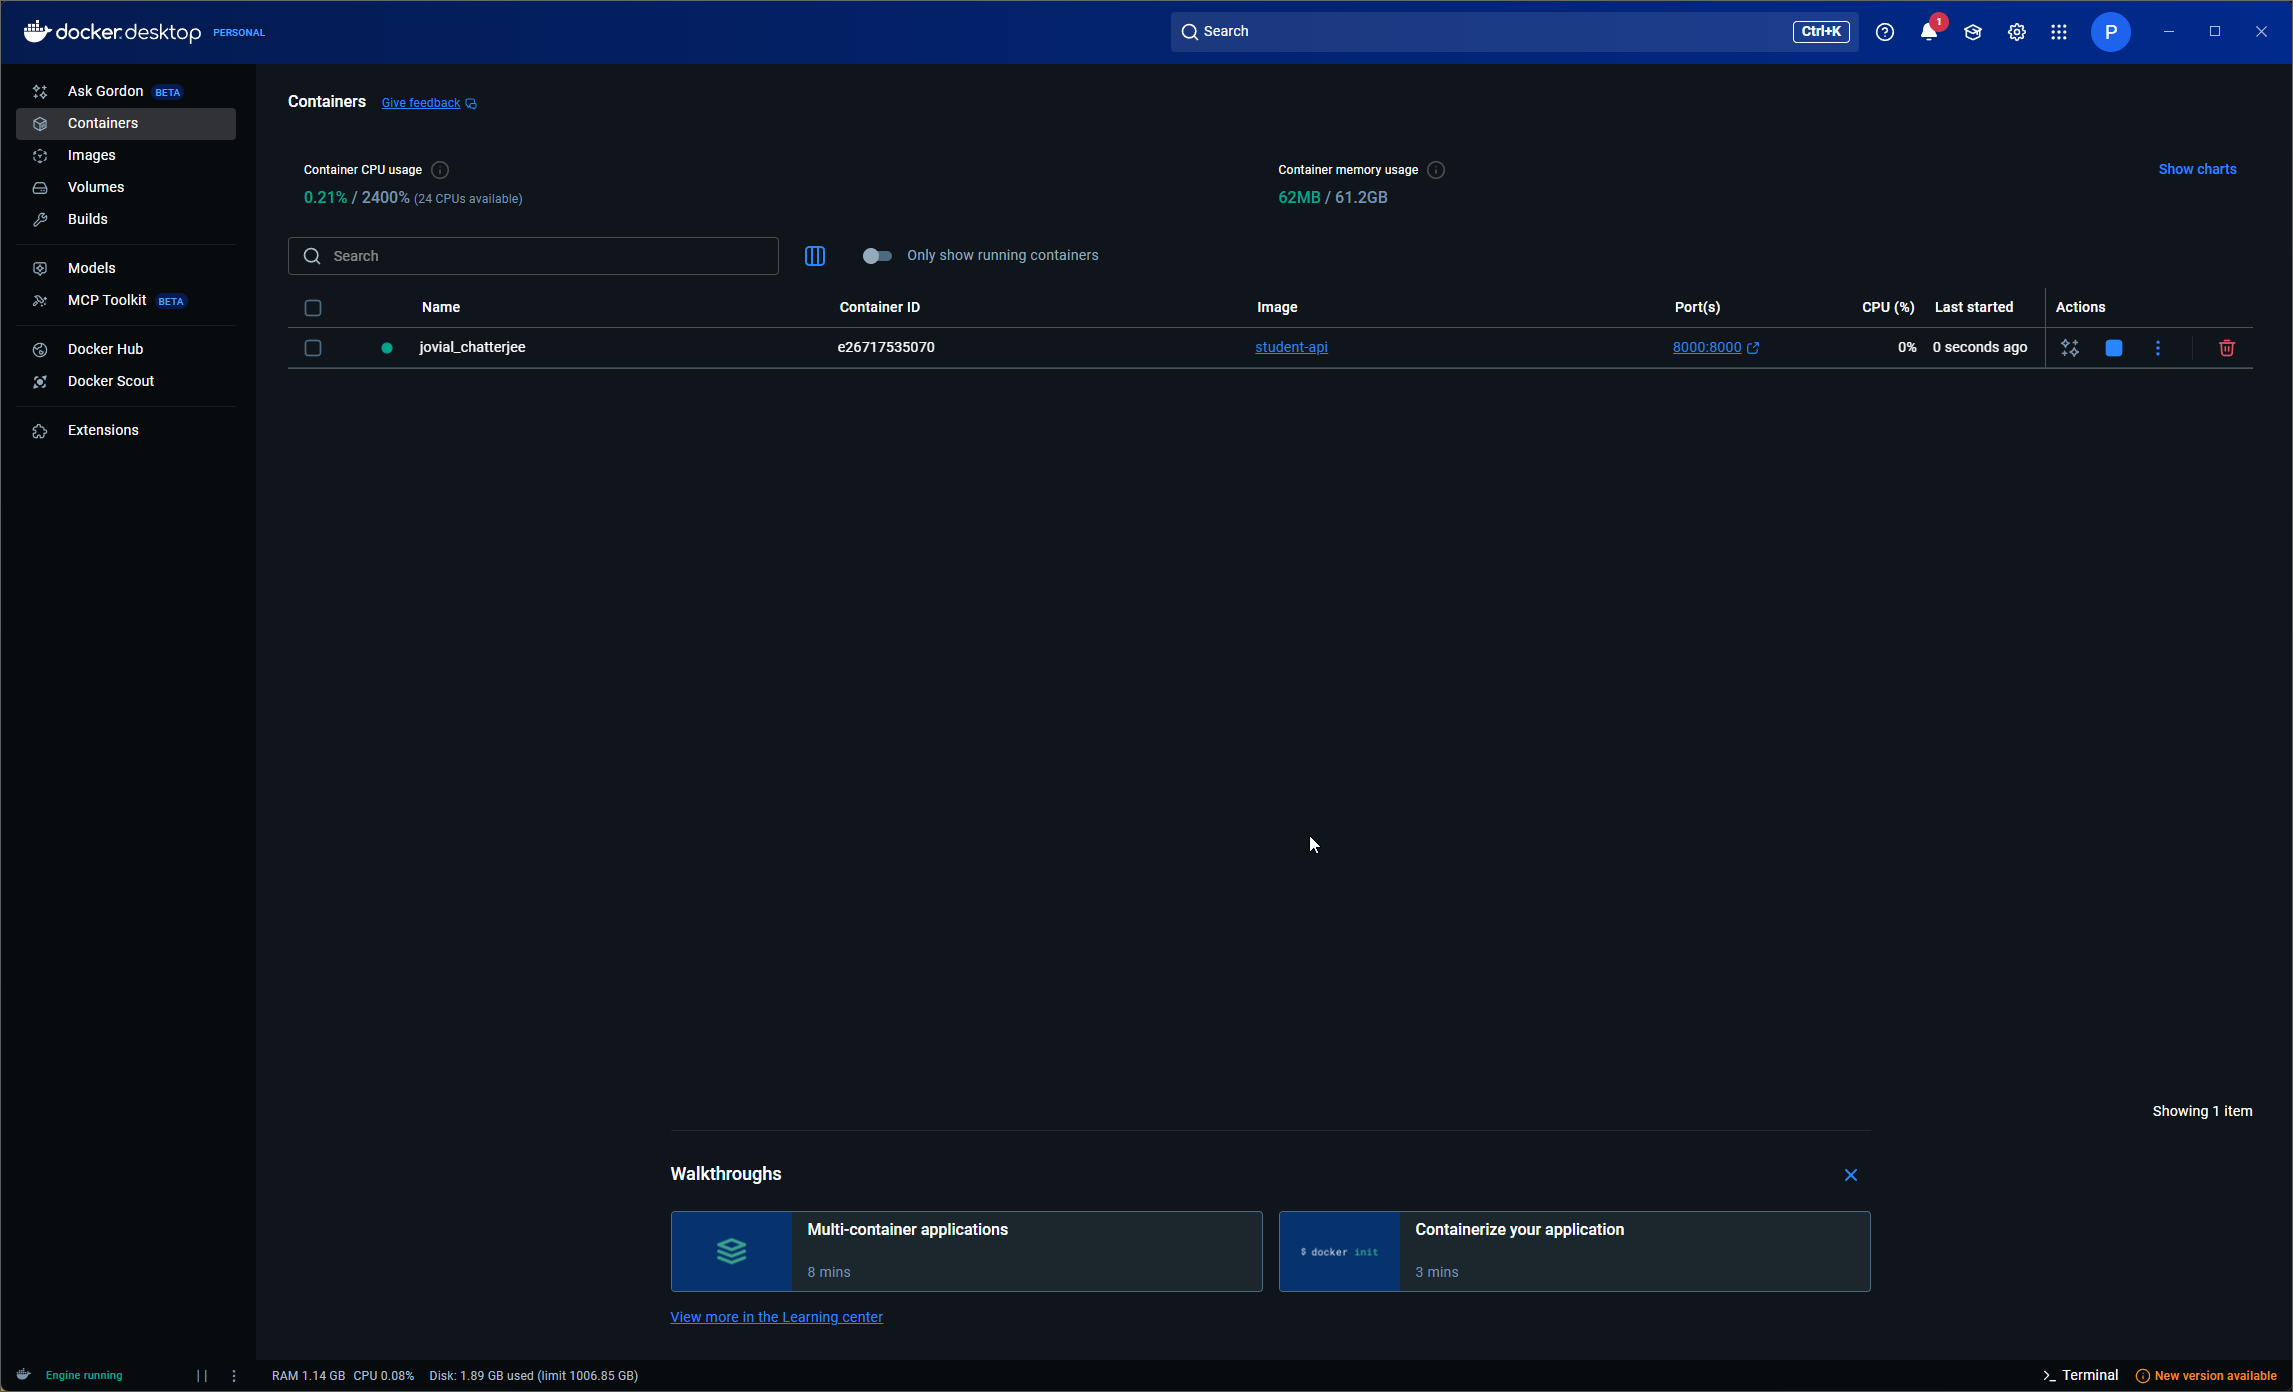 docker desktop PERSONAL
Search Ctrl+K
1
P
Ask Gordon BETA
Containers
Images
Volumes
Builds
Models
MCP Toolkit BETA
Docker Hub
Docker Scout
Extensions
Containers Give feedback
Container CPU usage
0.21% / 2400% (24 CPUs available)
Container memory usage
62MB / 61.2GB
Show charts
Search
Only show running containers
Name Container ID Image Port(s) CPU (%) Last started Actions
jovial_chatterjee e26717535070 student-api 8000:8000 0% 0 seconds ago
Showing 1 item
Walkthroughs
Multi-container applications
8 mins
$ docker init
Containerize your application
3 mins
View more in the Learning center
Engine running
RAM 1.14 GB CPU 0.08% Disk: 1.89 GB used (limit 1006.85 GB)
>_ Terminal
New version available